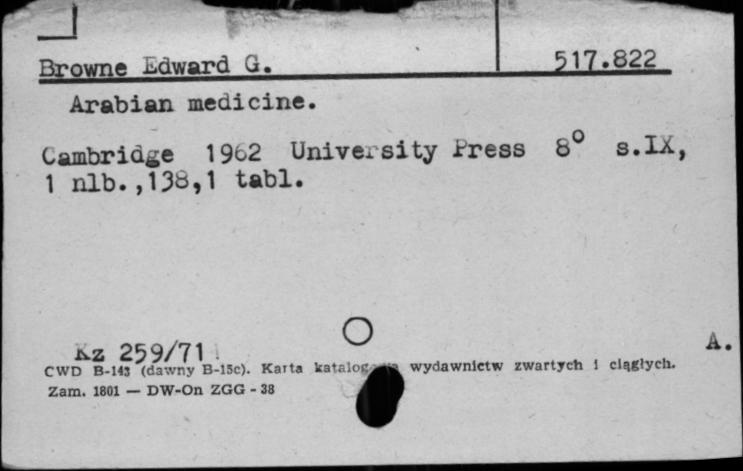 Browne Edward G. 517.822
Arabian medicine.
Cambridge 1962 University Press 8° s.IX,
1 nlb.,138,1 tabl.
Kz 259/71
A.
CWD B-143 (dawny B-15c). Karta wydawnictw zwartych i ciągłych.
Zam. 1801 — DW-On ZGG - 38